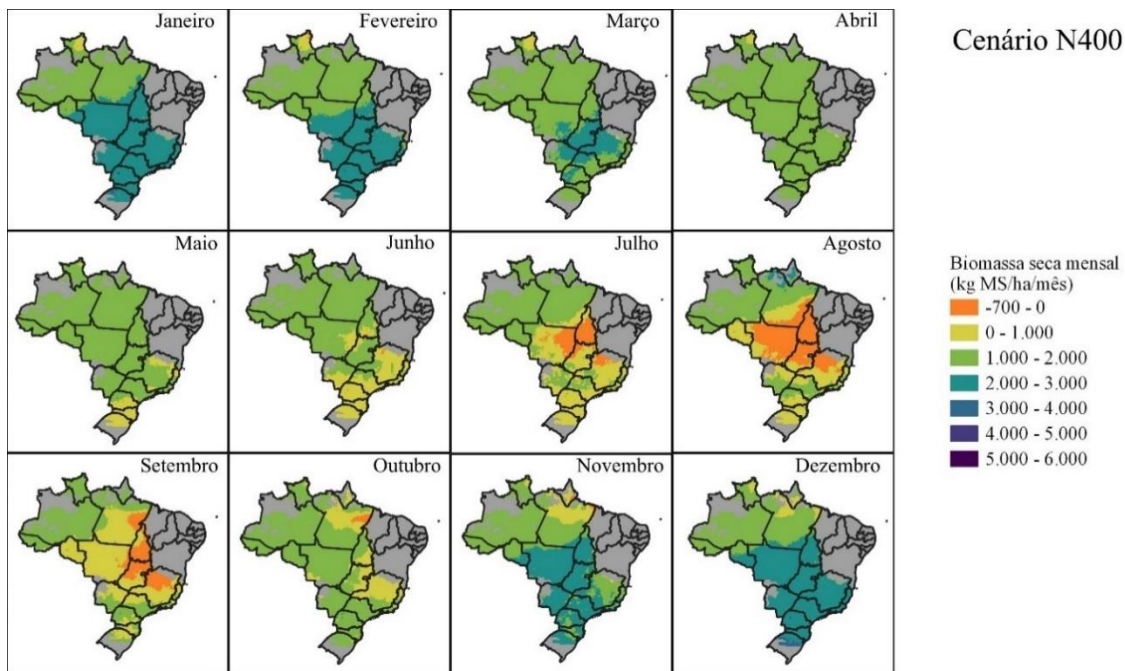 Janeiro
Fevereiro
Março
Abril
Cenário N400
Maio
Junho
Julho
Agosto
Biomassa seca mensal
(kg MS/ha/mês)
-700 - 0
0 - 1.000
1.000 - 2.000
2.000 - 3.000
3.000 - 4.000
4.000 - 5.000
5.000 - 6.000
Setembro
Outubro
Novembro
Dezembro